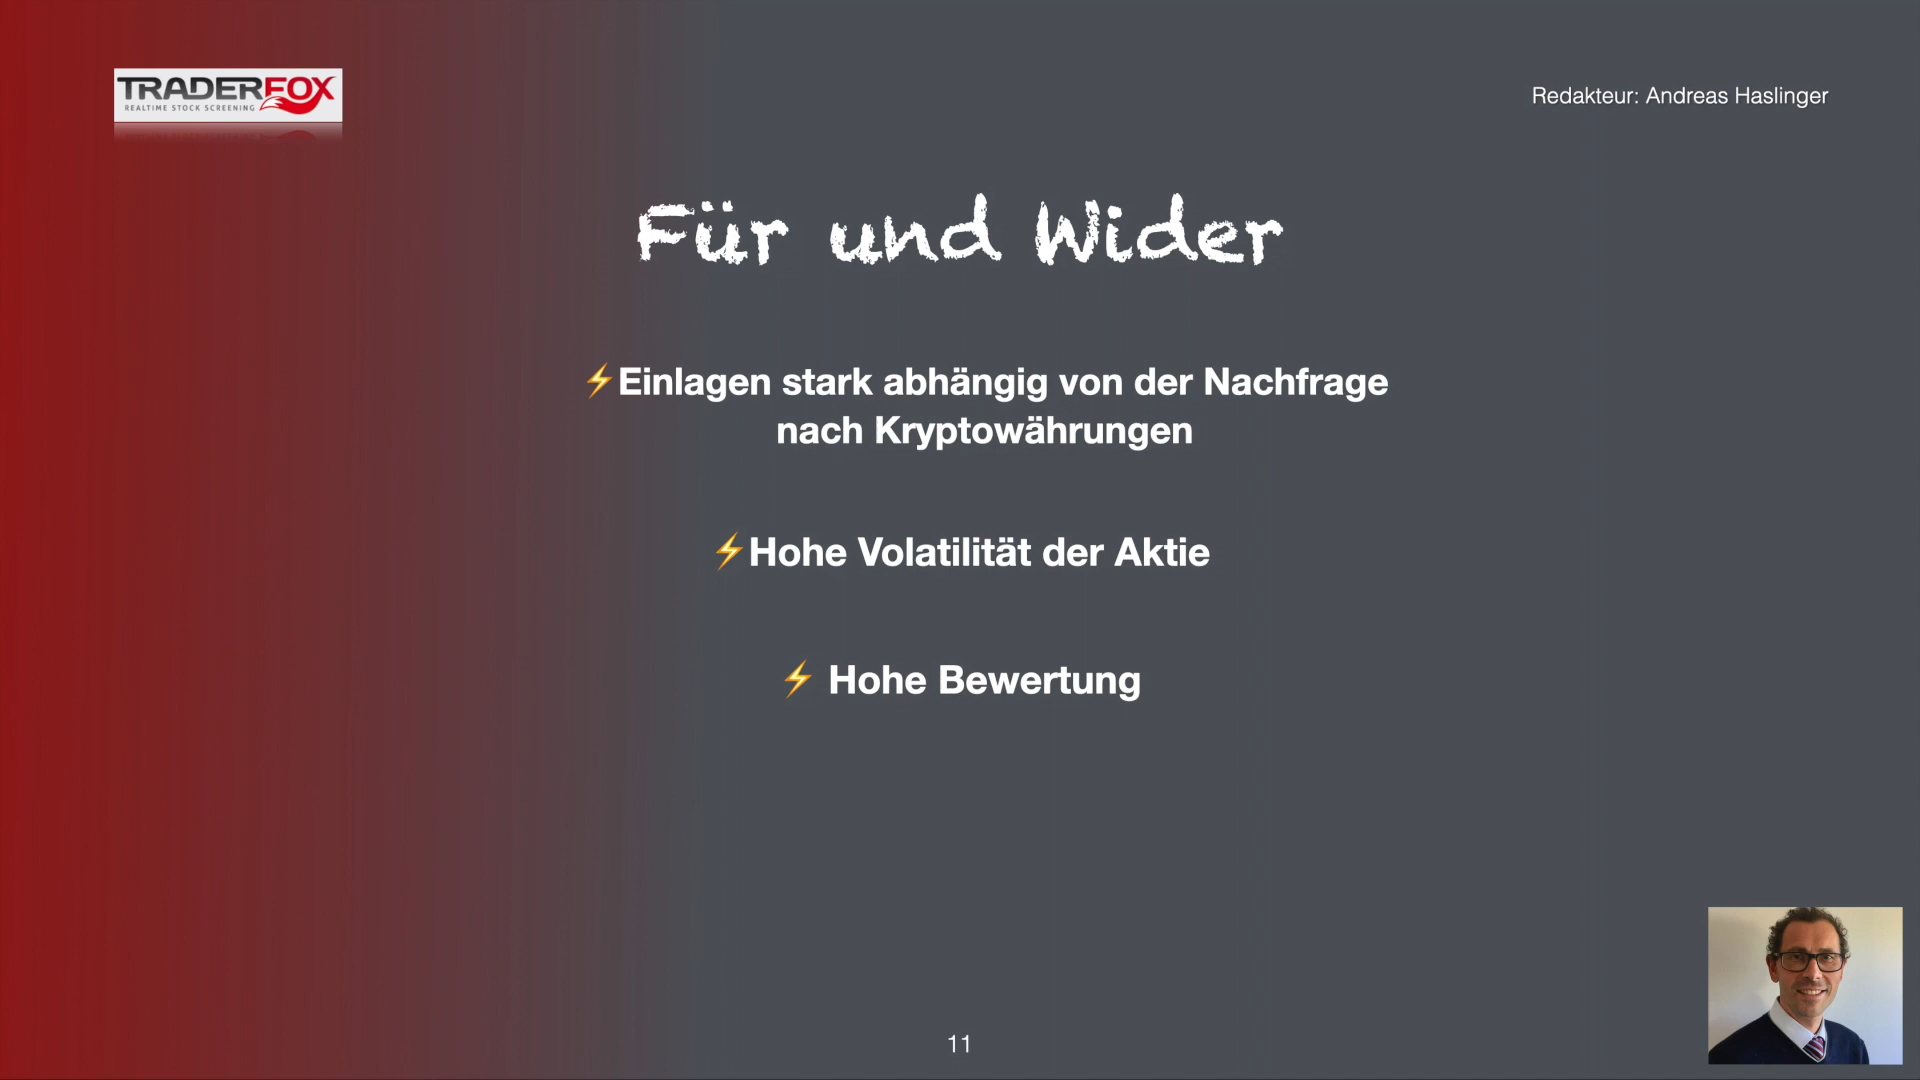 TRADERFOX
REALTIME STOCK SCREENING
Redakteur: Andreas Haslinger
Für und Wider
⚡Einlagen stark abhängig von der Nachfrage
nach Kryptowährungen
⚡Hohe Volatilität der Aktie
⚡ Hohe Bewertung
11